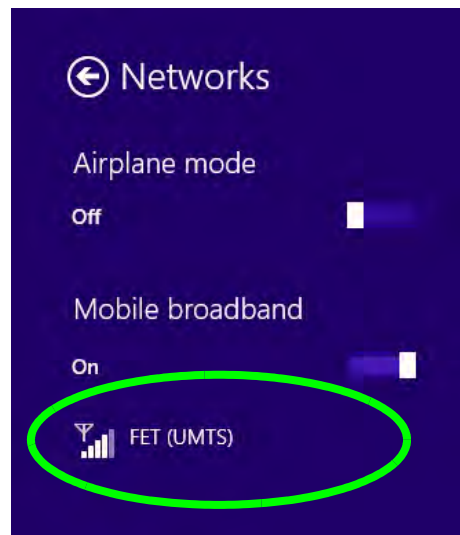 Networks
Airplane mode
Off
Mobile broadband
On
FET (UMTS)